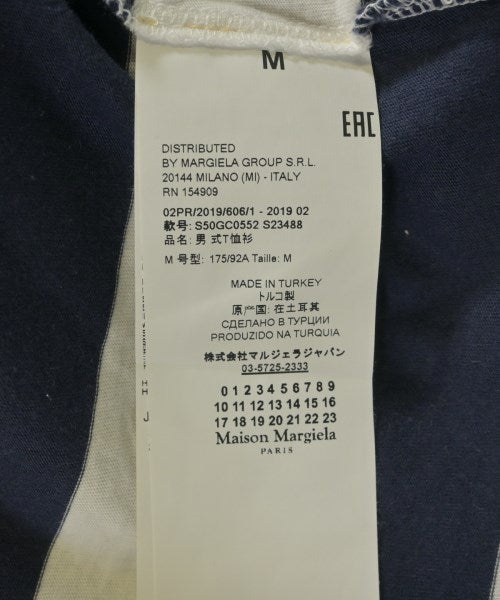 M
EAC
DISTRIBUTED
BY MARGIELA GROUP S.R.L.
20144 MILANO (MI) - ITALY
RN 154909
02PR/2019/606/1 - 2019 02
款号: S50GC0552 S23488
品名: 男 式T恤衫
M 号型: 175/92A Taille: M
MADE IN TURKEY
トルコ製
原产国: 在土耳其
СДЕЛАНО В ТУРЦИИ
PRODUZIDO NA TURQUIA
株式会社マルジェラジャパン
03-5725-2333
0 1 2 3 4 5 6 7 8 9
10 11 12 13 14 15 16
17 18 19 20 21 22 23
Maison Margiela
PARIS